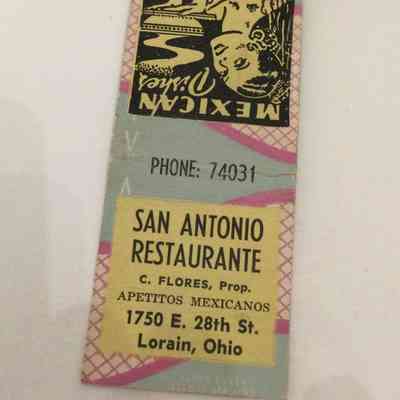 MEXICAN
Dishes
PHONE: 74031
SAN ANTONIO
RESTAURANTE
C. FLORES, Prop.
APETITOS MEXICANOS
1750 E. 28th St.
Lorain, Ohio